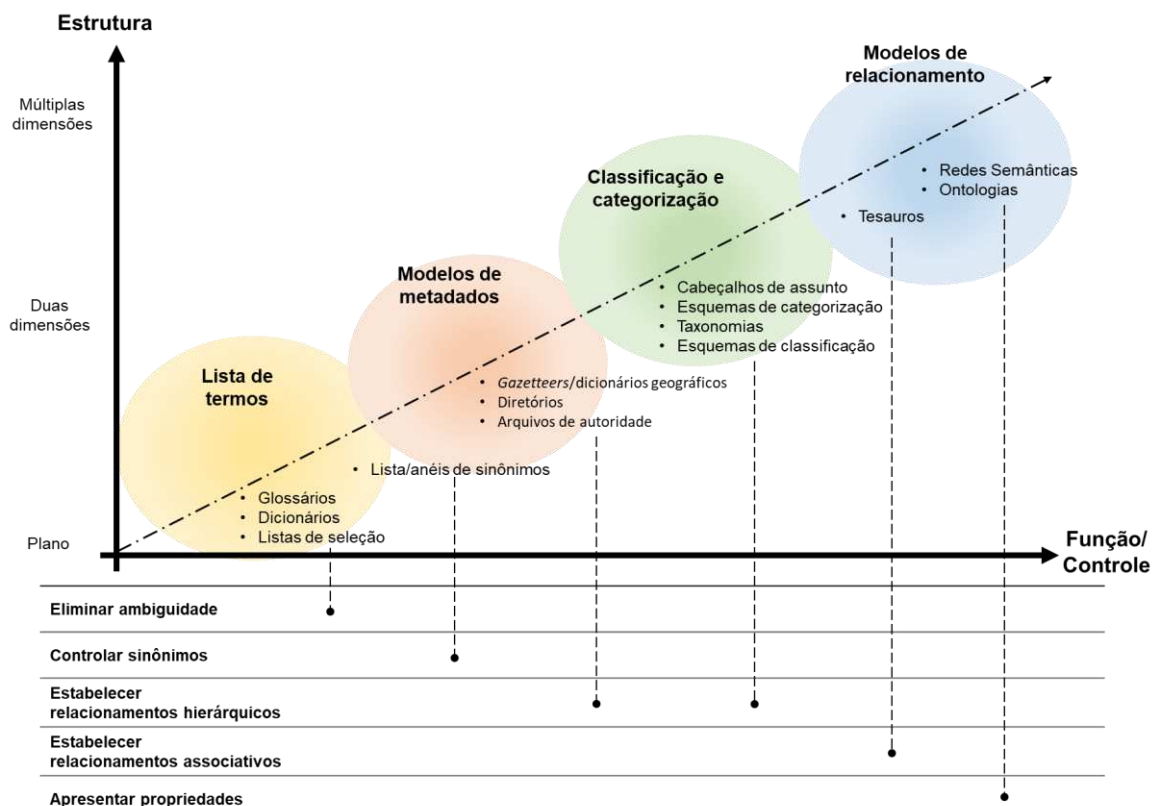 Estrutura
Múltiplas
dimensões
Duas
dimensões
Plano
Modelos de
relacionamento
• Redes Semânticas
• Ontologias
• Tesauros
Classificação e
categorização
• Cabeçalhos de assunto
• Esquemas de categorização
• Taxonomias
• Esquemas de classificação
Modelos de
metadados
• Gazetteers/dicionários geográficos
• Diretórios
• Arquivos de autoridade
• Lista/anéis de sinônimos
Lista de
termos
• Glossários
• Dicionários
• Listas de seleção
Função/
Controle
Eliminar ambiguidade
Controlar sinônimos
Estabelecer
relacionamentos hierárquicos
Estabelecer
relacionamentos associativos
Apresentar propriedades